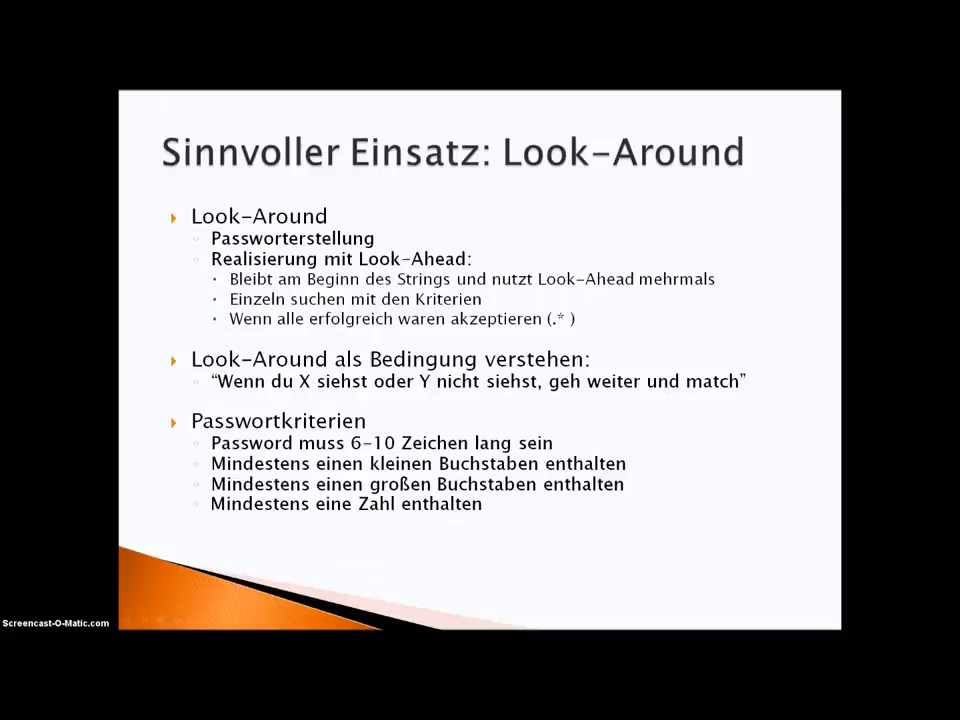 Sinnvoller Einsatz: Look-Around
Look-Around
Passworterstellung
Realisierung mit Look-Ahead:
Bleibt am Beginn des Strings und nutzt Look-Ahead mehrmals
Einzeln suchen mit den Kriterien
Wenn alle erfolgreich waren akzeptieren (.* )
Look-Around als Bedingung verstehen:
“Wenn du X siehst oder Y nicht siehst, geh weiter und match”
Passwortkriterien
Password muss 6-10 Zeichen lang sein
Mindestens einen kleinen Buchstaben enthalten
Mindestens einen großen Buchstaben enthalten
Mindestens eine Zahl enthalten
Screencast-O-Matic.com